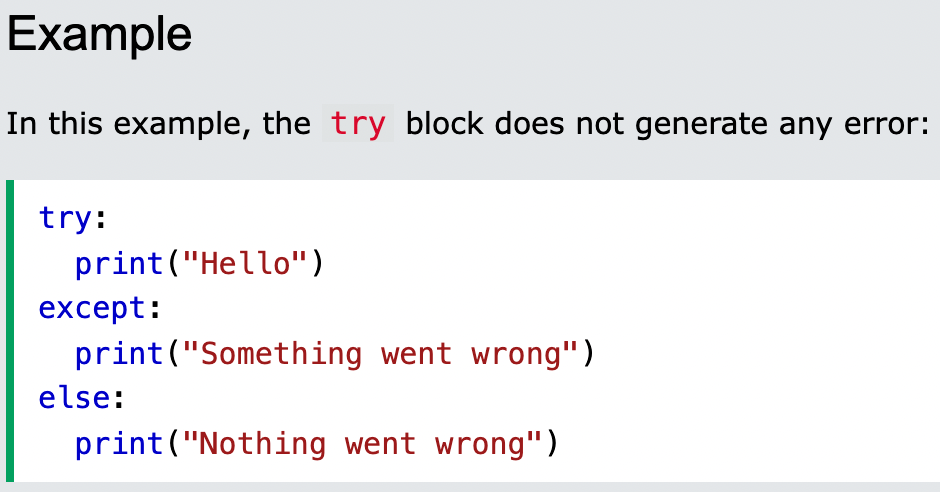 Example
In this example, the try block does not generate any error:
try:
  print("Hello")
except:
  print("Something went wrong")
else:
  print("Nothing went wrong")